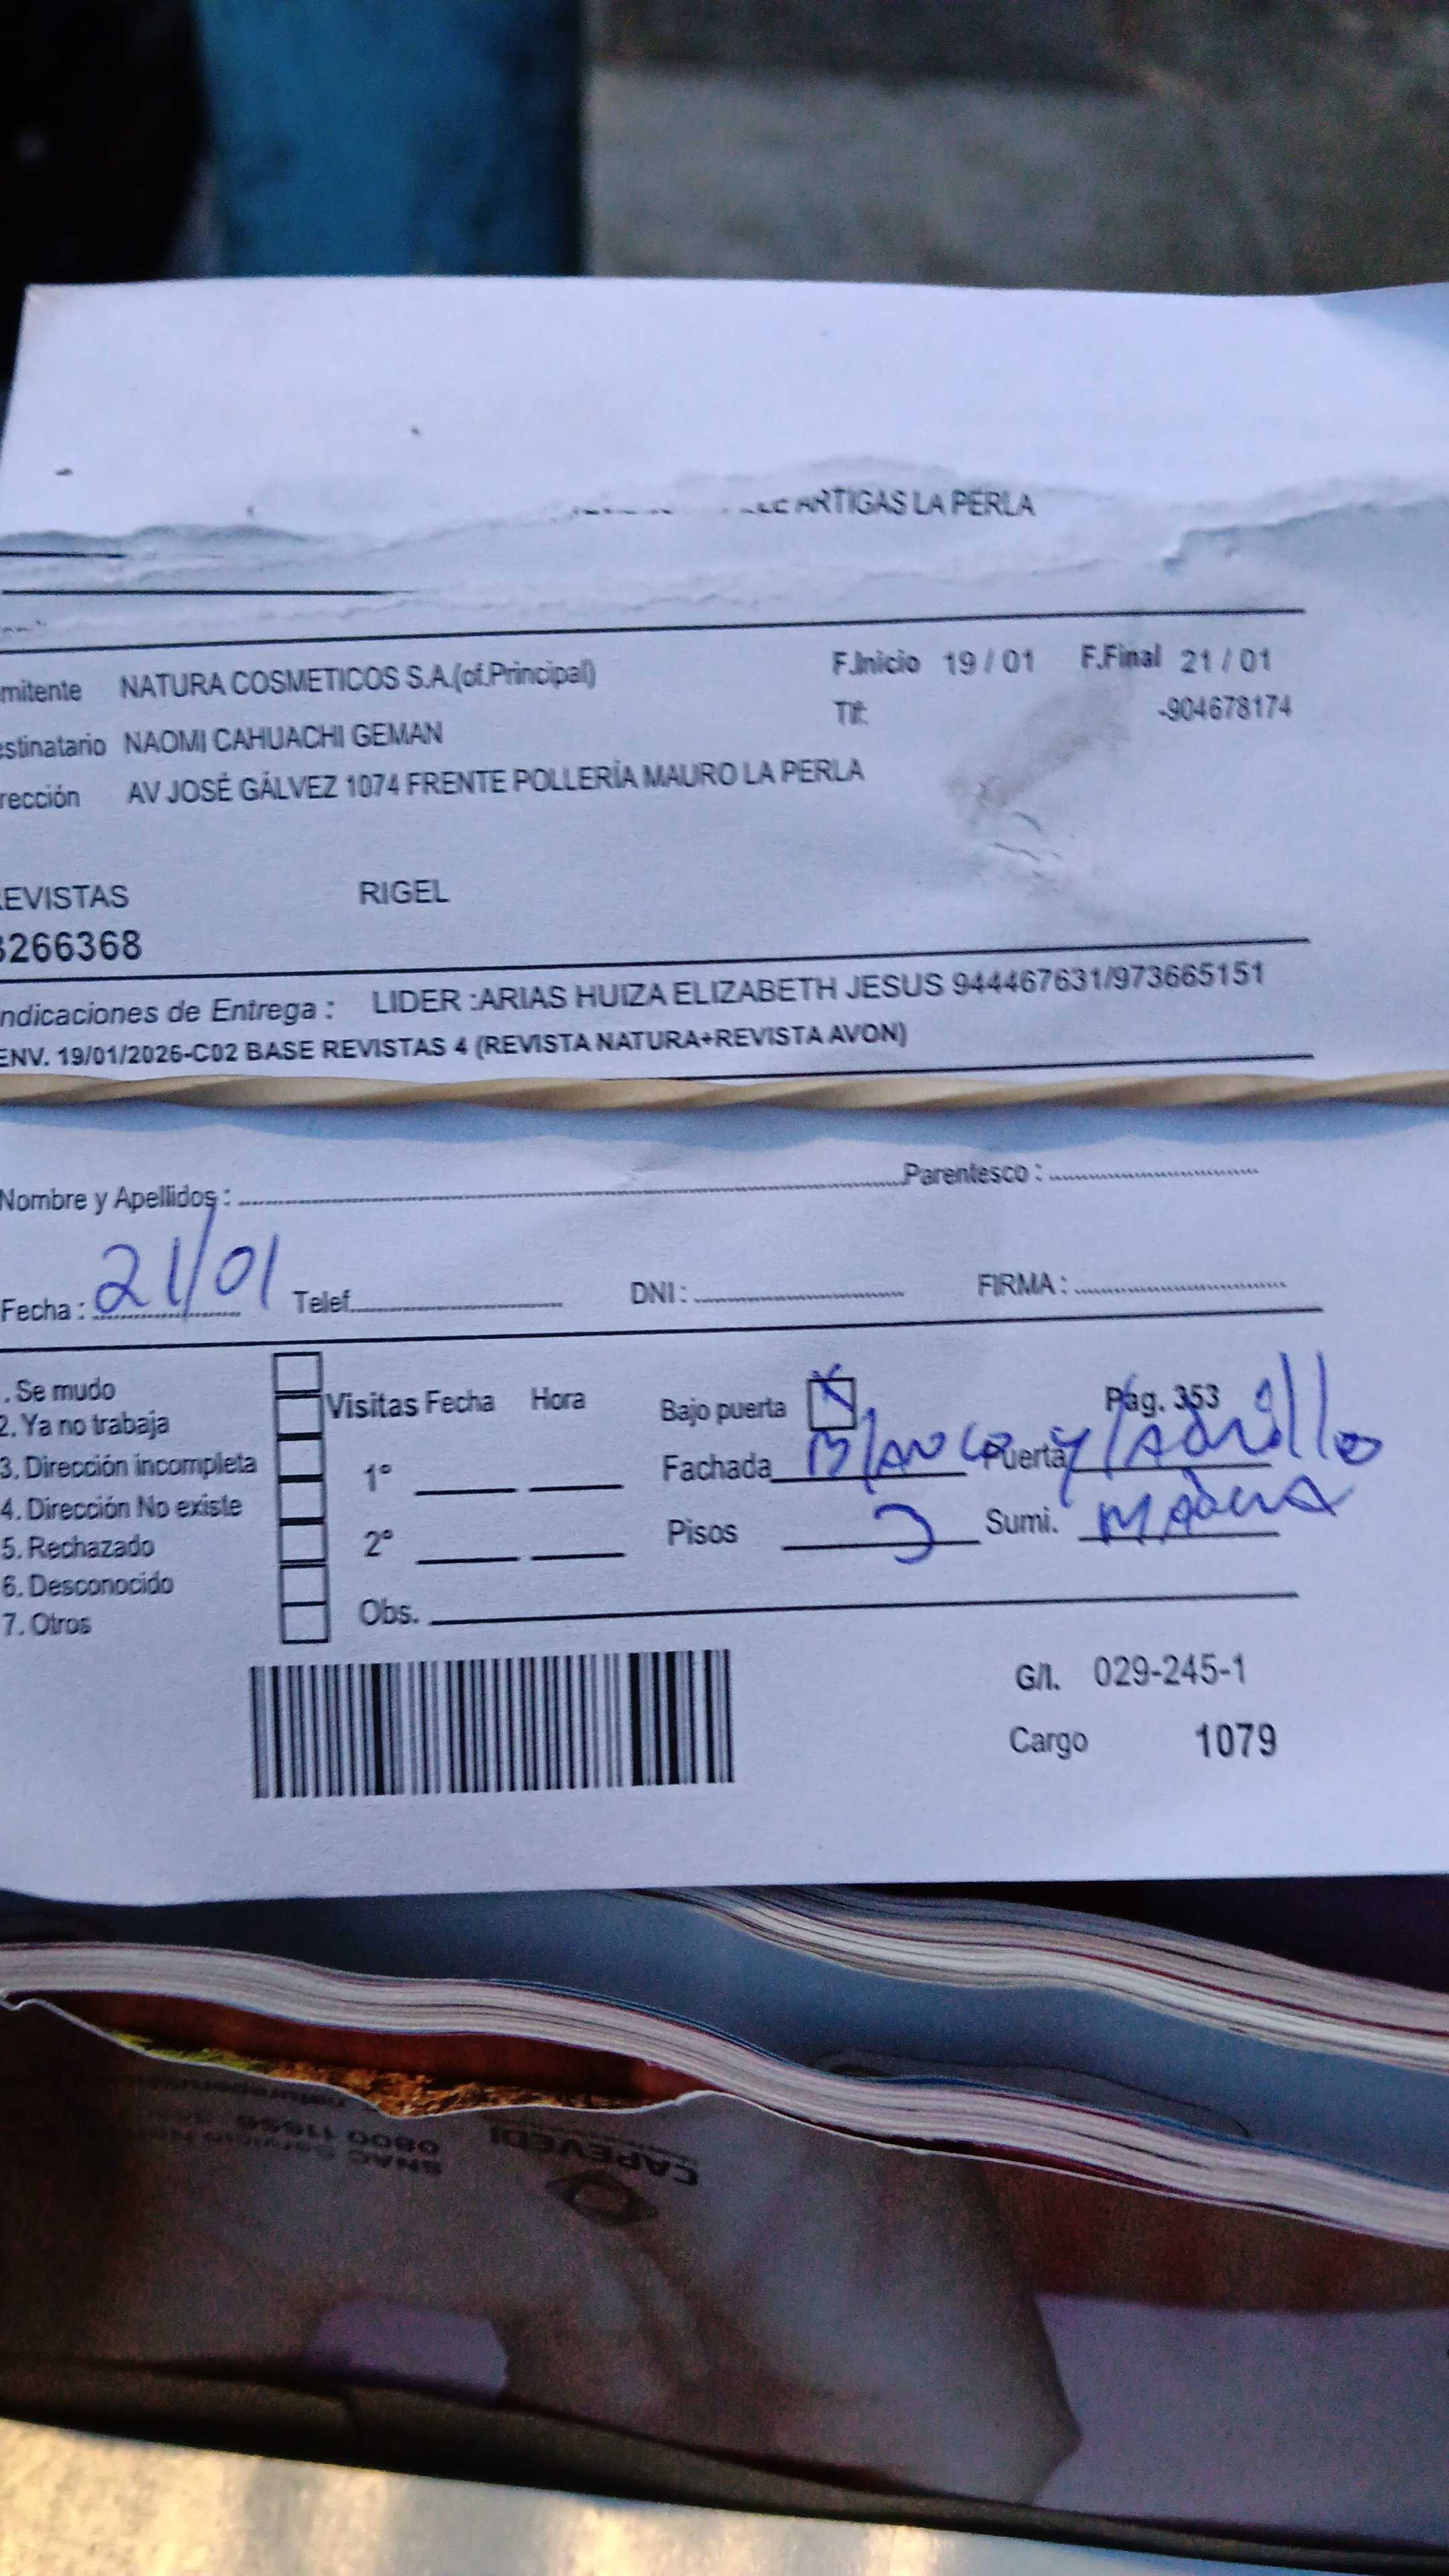 ARTIGAS LA PERLA
mitente NATURA COSMETICOS S.A.(of.Principal) F.Inicio 19 / 01 F.Final 21 / 01
estinatario NAOMI CAHUACHI GEMAN Tlf: -904678174
rección AV JOSÉ GÁLVEZ 1074 FRENTE POLLERÍA MAURO LA PERLA
EVISTAS RIGEL
3266368
ndicaciones de Entrega : LIDER :ARIAS HUIZA ELIZABETH JESUS 944467631/973665151
ENV. 19/01/2026-C02 BASE REVISTAS 4 (REVISTA NATURA+REVISTA AVON)
Nombre y Apellidos : Parentesco :
Fecha : 21/01 Telef. DNI : FIRMA :
. Se mudo
2. Ya no trabaja
3. Dirección incompleta
4. Dirección No existe
5. Rechazado
6. Desconocido
7. Otros
Visitas Fecha Hora
1°
2°
Obs.
Bajo puerta X Pág. 353
Fachada Blanco y ladrillo Puerta
Pisos 3 Sumi. Madera
G/I. 029-245-1
Cargo 1079
CAPEVEDI
0800 11656